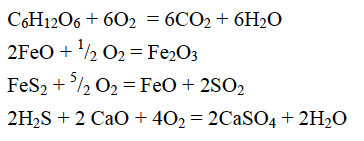 C₆H₁₂O₆ + 6O₂ = 6CO₂ + 6H₂O
2FeO + ¹/₂ O₂ = Fe₂O₃
FeS₂ + ⁵/₂ O₂ = FeO + 2SO₂
2H₂S + 2 CaO + 4O₂ = 2CaSO₄ + 2H₂O